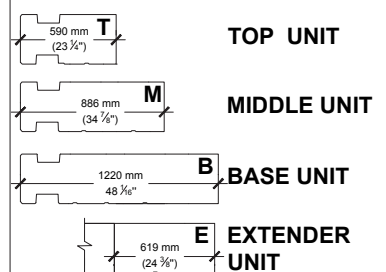 590 mm T TOP UNIT
(23 ¼")
886 mm M MIDDLE UNIT
(34 ⅞")
1220 mm B BASE UNIT
48 ⅟₁₆"
619 mm E EXTENDER
(24 ⅜") UNIT